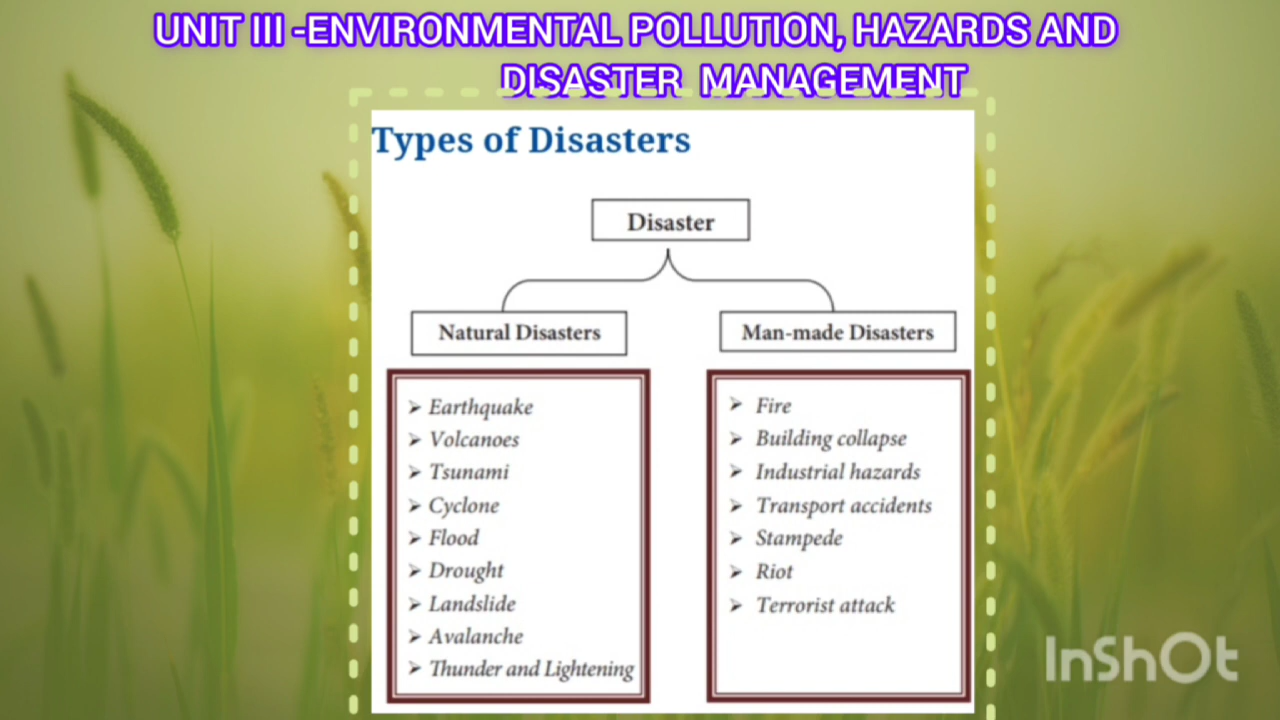 UNIT III -ENVIRONMENTAL POLLUTION, HAZARDS AND
DISASTER MANAGEMENT
Types of Disasters
Disaster
Natural Disasters
Man-made Disasters
➢ Earthquake
➢ Volcanoes
➢ Tsunami
➢ Cyclone
➢ Flood
➢ Drought
➢ Landslide
➢ Avalanche
➢ Thunder and Lightening
➢ Fire
➢ Building collapse
➢ Industrial hazards
➢ Transport accidents
➢ Stampede
➢ Riot
➢ Terrorist attack
InShOt